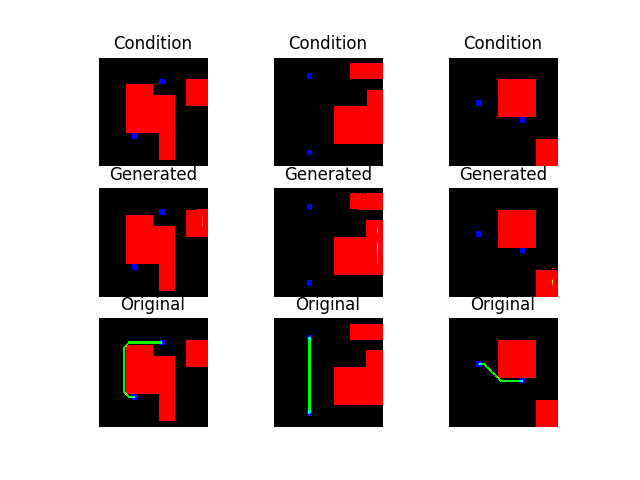 Condition Condition Condition
Generated Generated Generated
Original Original Original